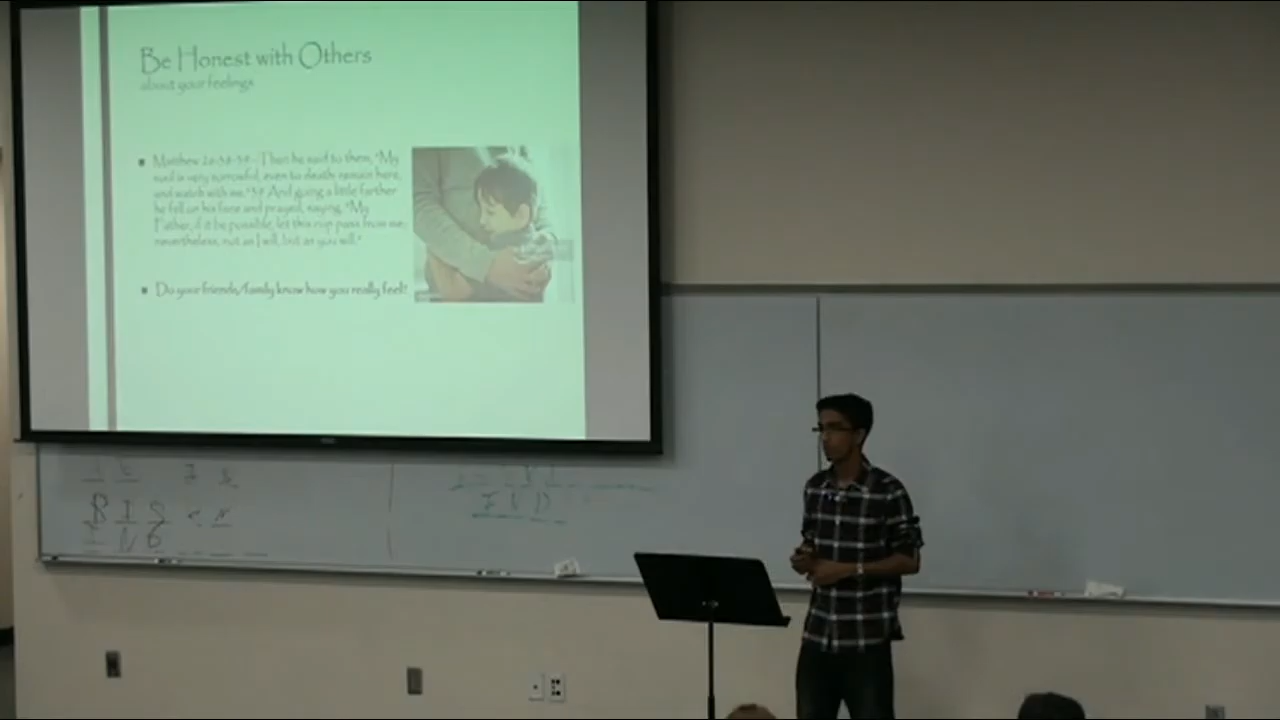 Be Honest with Others
about your feelings
Matthew 26:38-39 - Then he said to them, "My
soul is very sorrowful, even to death; remain here,
and watch with me." 39 And going a little farther
he fell on his face and prayed, saying, "My
Father, if it be possible, let this cup pass from me;
nevertheless, not as I will, but as you will."
Do your friends/family know how you really feel?
B I S